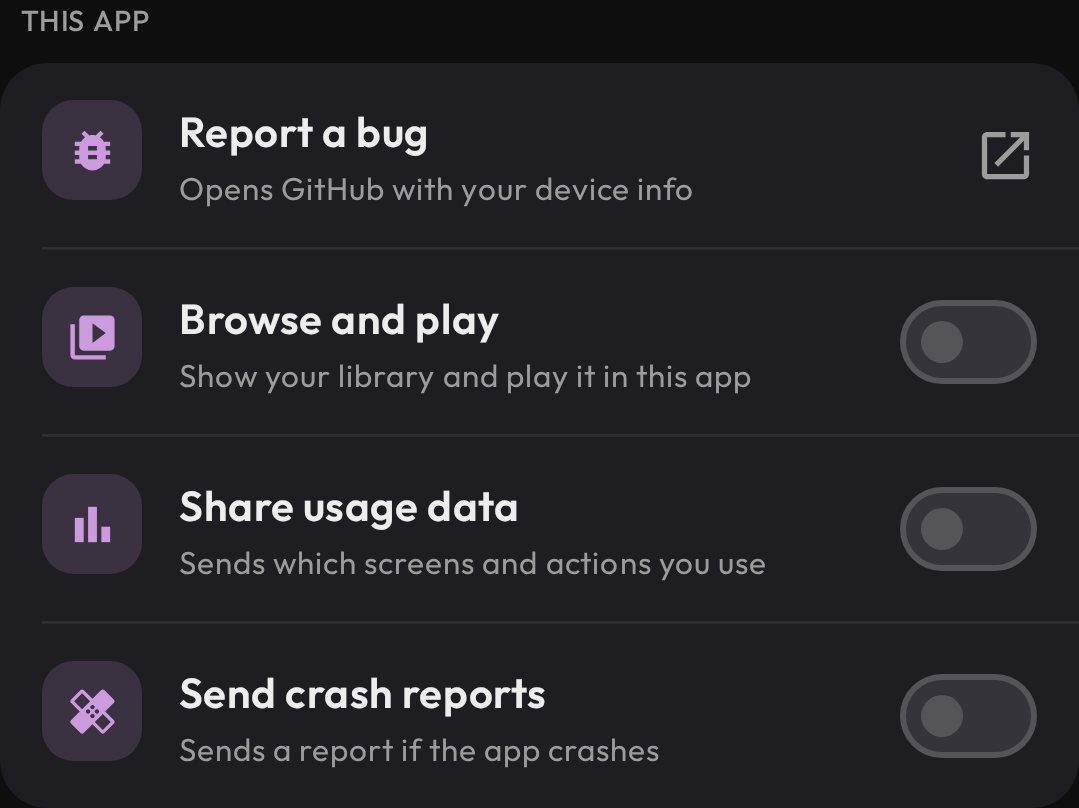 THIS APP
Report a bug
Opens GitHub with your device info
Browse and play
Show your library and play it in this app
Share usage data
Sends which screens and actions you use
Send crash reports
Sends a report if the app crashes